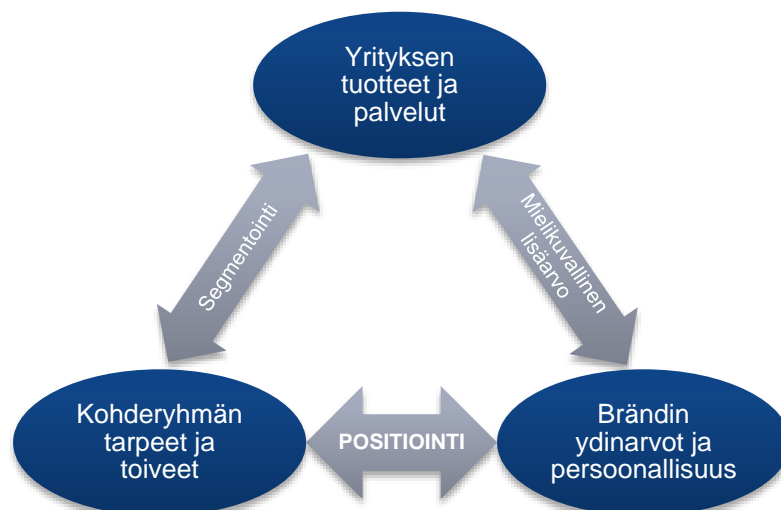 Yrityksen
tuotteet ja
palvelut
Segmentointi
Mielikuvallinen
lisäarvo
Kohderyhmän
tarpeet ja
toiveet
POSITIOINTI
Brändin
ydinarvot ja
persoonallisuus